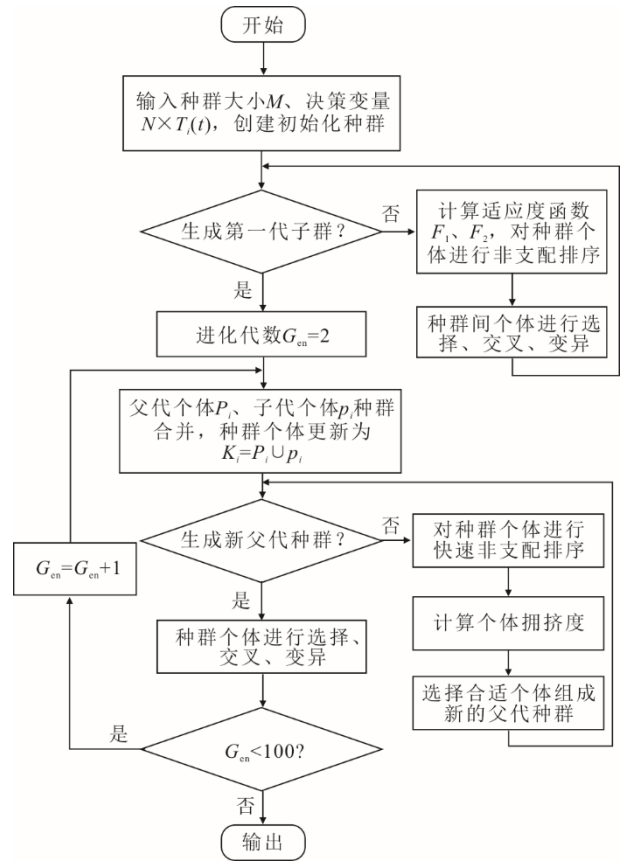 开始
输入种群大小M、决策变量
N×Ti(t)，创建初始化种群
生成第一代子群？
否
计算适应度函数
F1、F2，对种群个
体进行非支配排序
种群间个体进行选
择、交叉、变异
是
进化代数Gen=2
父代个体Pi、子代个体pi种群
合并，种群个体更新为
Ki=Pi∪pi
生成新父代种群？
否
对种群个体进行
快速非支配排序
计算个体拥挤度
选择合适个体组成
新的父代种群
是
种群个体进行选择、
交叉、变异
Gen=Gen+1
是
Gen<100?
否
输出